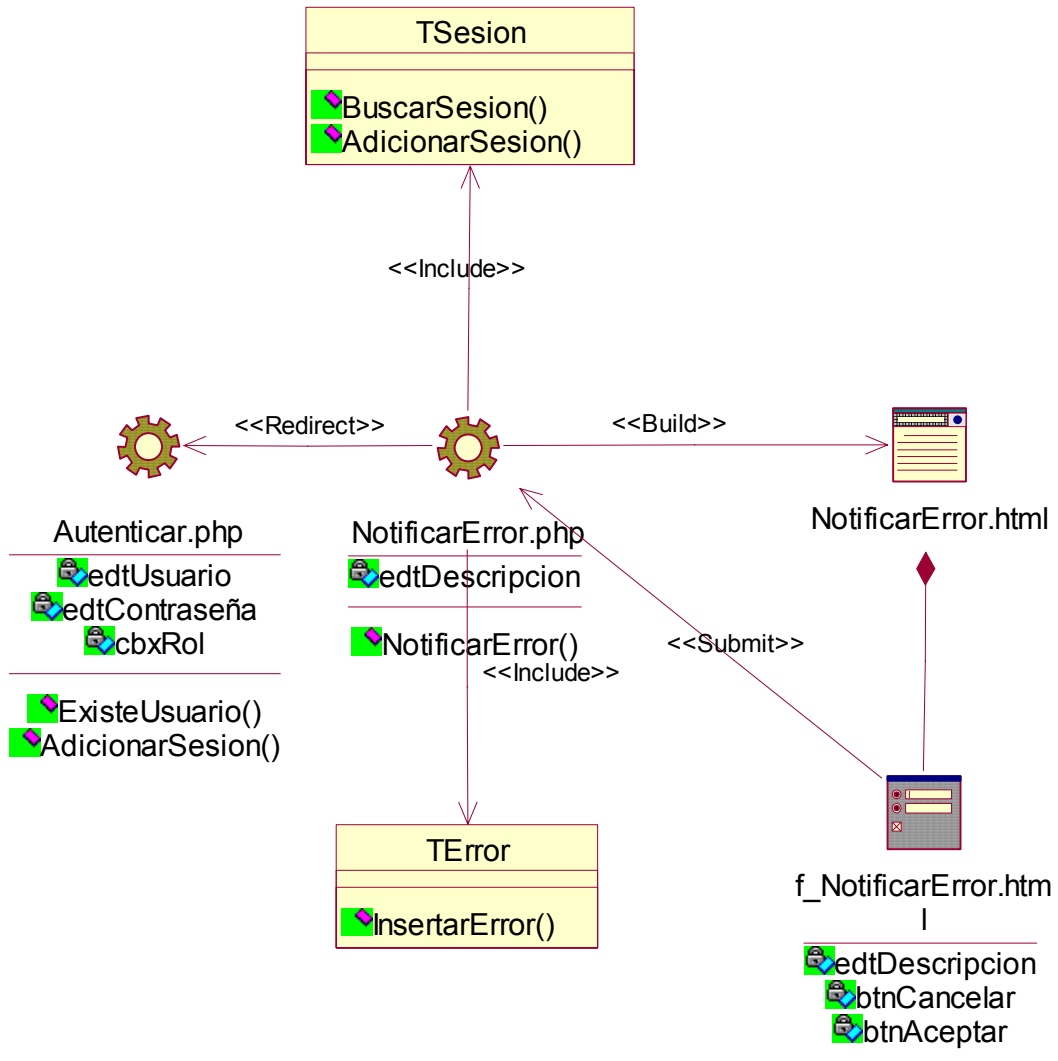 TSesion
BuscarSesion()
AdicionarSesion()
<<Include>>
<<Redirect>>
<<Build>>
Autenticar.php
edtUsuario
edtContraseña
cbxRol
ExisteUsuario()
AdicionarSesion()
NotificarError.php
edtDescripcion
NotificarError()
<<Include>>
<<Submit>>
NotificarError.html
TError
InsertarError()
f_NotificarError.htm
l
edtDescripcion
btnCancelar
btnAceptar